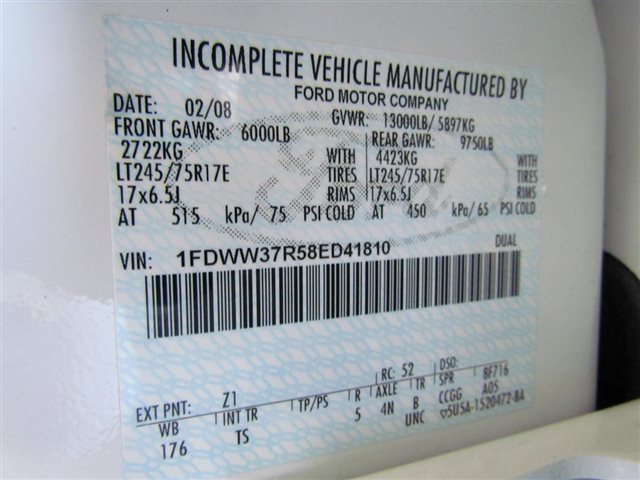 INCOMPLETE VEHICLE MANUFACTURED BY
FORD MOTOR COMPANY
DATE: 02/08 GVWR: 13000LB/ 5897KG
FRONT GAWR: 6000LB REAR GAWR: 9750LB
2722KG WITH 4423KG WITH
LT245/75R17E TIRES LT245/75R17E TIRES
17x6.5J RIMS 17x6.5J RIMS
AT 515 kPa/ 75 PSI COLD AT 450 kPa/ 65 PSI COLD
VIN: 1FDWW37R58ED41810 DUAL
EXT PNT: Z1 RC: 52 DSO:
WB INT TR TP/PS R AXLE TR SPR 8F716
176 TS 5 4N B CCGG A05
UNC ▽5U5A-1520472-BA